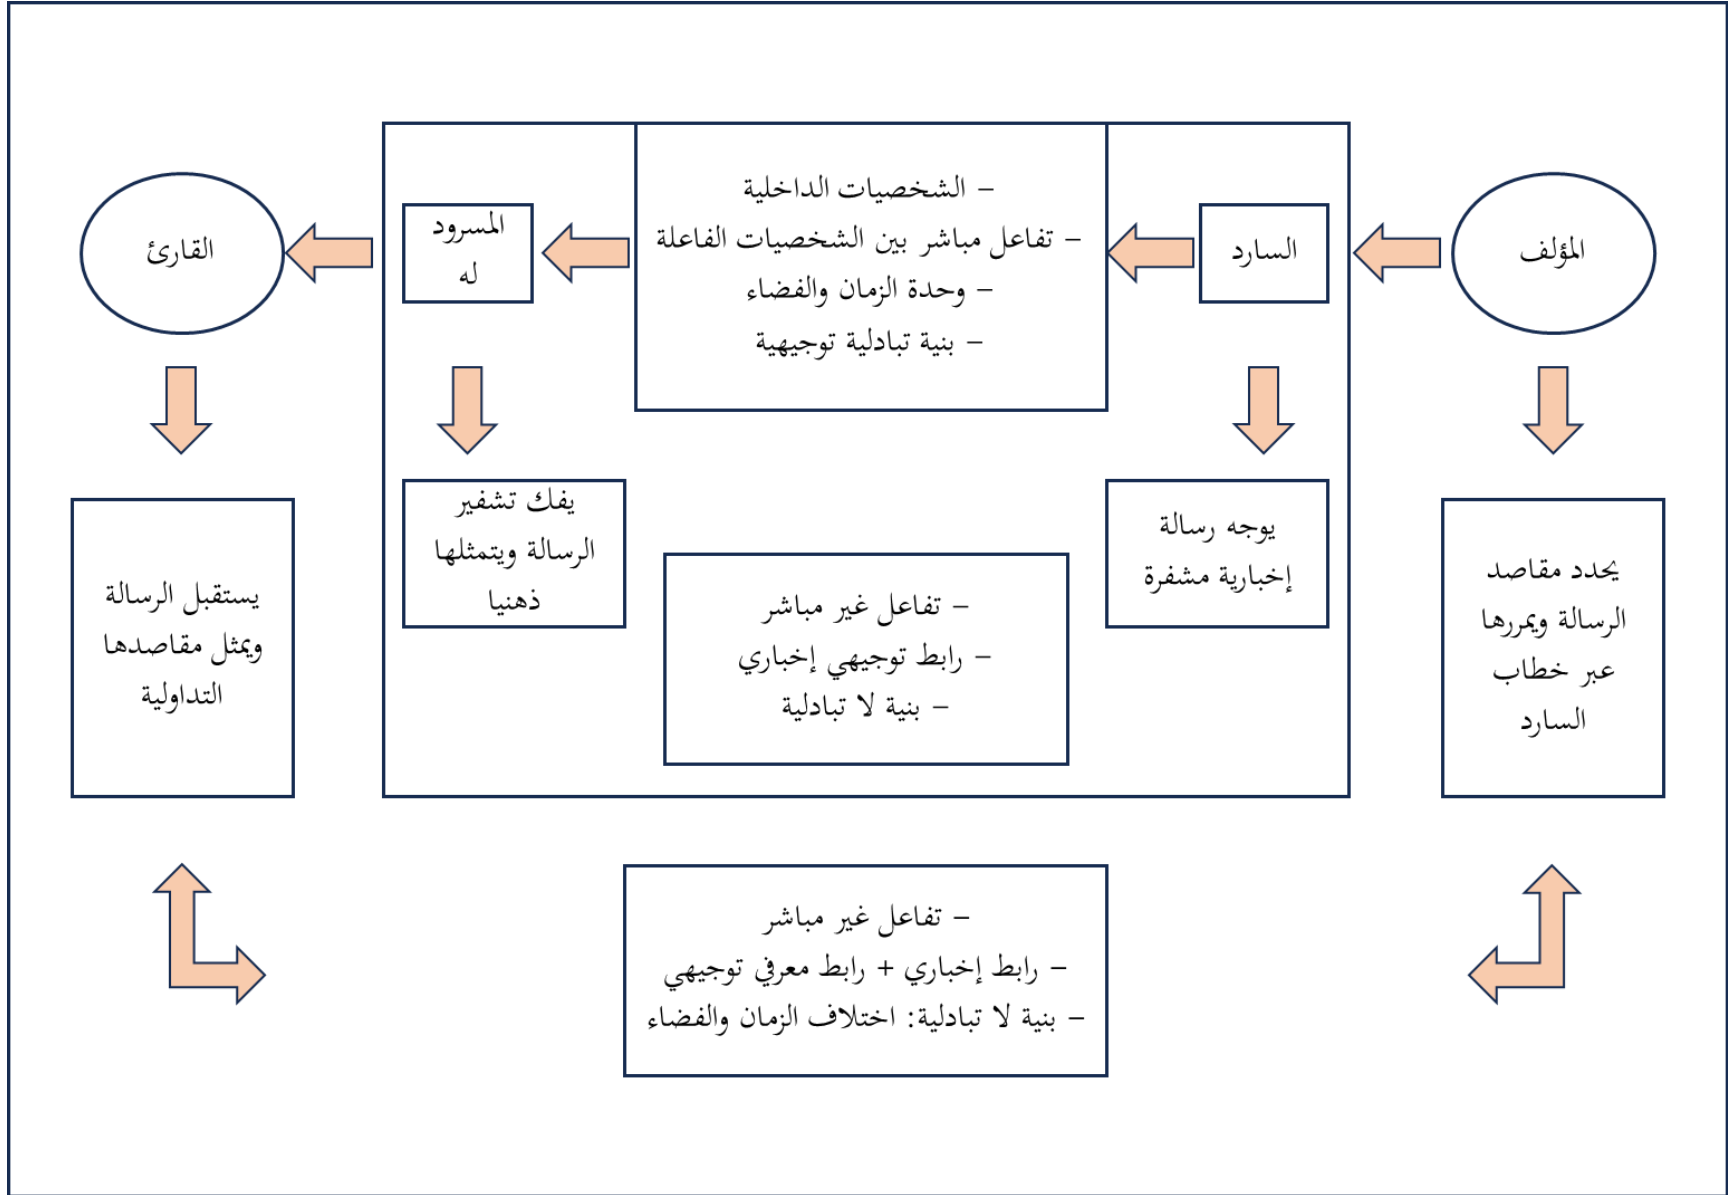 المؤلف
السارد
– الشخصيات الداخلية
– تفاعل مباشر بين الشخصيات الفاعلة
– وحدة الزمان والفضاء
– بنية تبادلية توجيهية
المسرود
له
القارئ
يحدد مقاصد
الرسالة ويمررها
عبر خطاب
السارد
يوجه رسالة
إخبارية مشفرة
– تفاعل غير مباشر
– رابط توجيهي إخباري
– بنية لا تبادلية
يفك تشفير
الرسالة ويتمثلها
ذهنيا
يستقبل الرسالة
ويمثل مقاصدها
التداولية
– تفاعل غير مباشر
– رابط إخباري + رابط معرفي توجيهي
– بنية لا تبادلية: اختلاف الزمان والفضاء